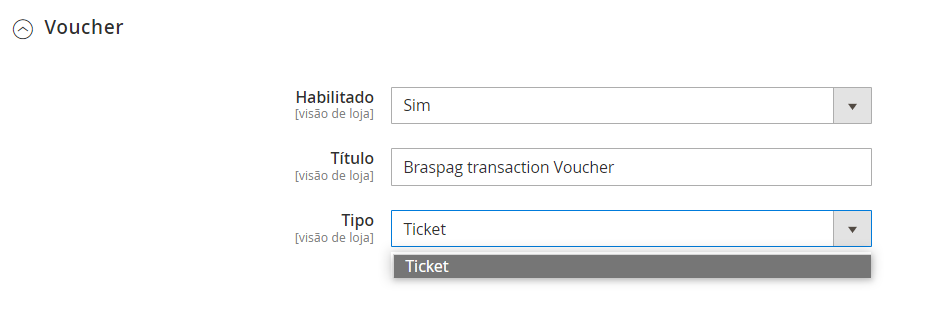 Voucher
Habilitado
[visão de loja]
Sim
Título
[visão de loja]
Braspag transaction Voucher
Tipo
[visão de loja]
Ticket
Ticket